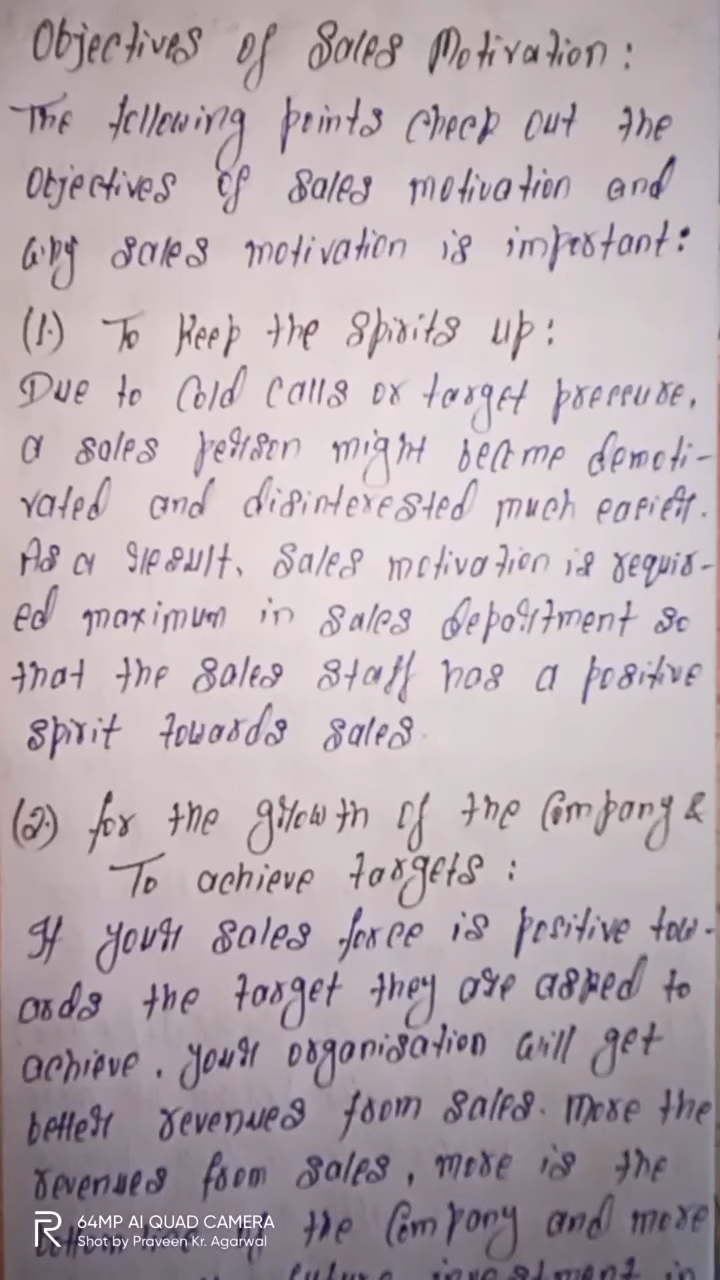 Objectives of Sales Motivation :
The following points check out the
Objectives of sales motivation and
why sales motivation is important :
(1.) To Keep the spirits up :
Due to Cold Calls or target pressure,
a sales person might become demoti-
vated and disinterested much easier.
As a result, sales motivation is requir-
ed maximum in sales department so
that the sales staff has a positive
spirit towards sales.
(2.) for the growth of the Company &
To achieve targets :
If your sales force is positive tow-
ards the target they are asked to
achieve, your organisation will get
better revenues from sales. More the
revenues from sales, more is the
the Company and more
future investment in
64MP AI QUAD CAMERA
Shot by Praveen Kr. Agarwal